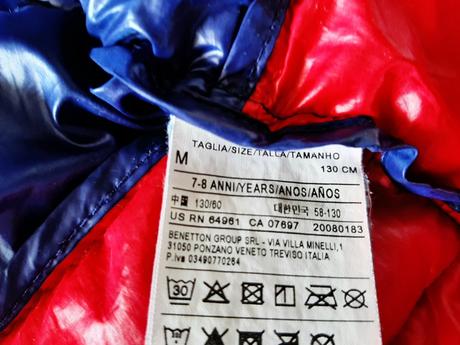 TAGLIA/SIZE/TALLA/TAMANHO
M 130 CM
7-8 ANNI/YEARS/ANOS/AÑOS
中国 130/60 대한민국 58-130
US RN 64961 CA 07697 20080183
BENETTON GROUP SRL - VIA VILLA MINELLI,1
31050 PONZANO VENETO TREVISO ITALIA
P.iva 03490770264
30